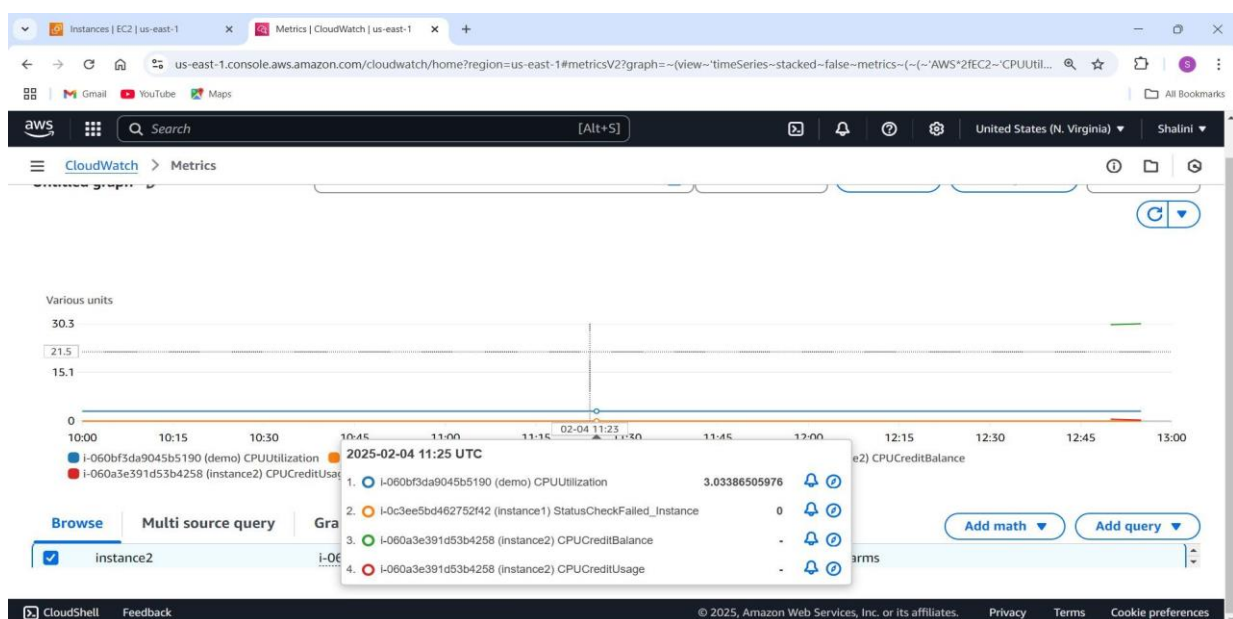 Instances | EC2 | us-east-1
Metrics | CloudWatch | us-east-1
us-east-1.console.aws.amazon.com/cloudwatch/home?region=us-east-1#metricsV2?graph=~(view~'timeSeries~stacked~false~metrics~(~(~'AWS*2fEC2~'CPUUtil...
S
Gmail YouTube Maps
All Bookmarks
aws Search [Alt+S] United States (N. Virginia) Shalini
CloudWatch > Metrics
Untitled graph
Various units
30.3
21.5
15.1
0
02-04 11:23
10:00 10:15 10:30 10:45 11:00 11:15 11:30 11:45 12:00 12:15 12:30 12:45 13:00
i-060bf3da9045b5190 (demo) CPUUtilization
e2) CPUCreditBalance
i-060a3e391d53b4258 (instance2) CPUCreditUsag
2025-02-04 11:25 UTC
1. i-060bf3da9045b5190 (demo) CPUUtilization 3.03386505976
2. i-0c3ee5bd462752f42 (instance1) StatusCheckFailed_Instance 0
3. i-060a3e391d53b4258 (instance2) CPUCreditBalance -
4. i-060a3e391d53b4258 (instance2) CPUCreditUsage -
Browse Multi source query Gra Add math Add query
instance2 i-06 arms
CloudShell Feedback © 2025, Amazon Web Services, Inc. or its affiliates. Privacy Terms Cookie preferences